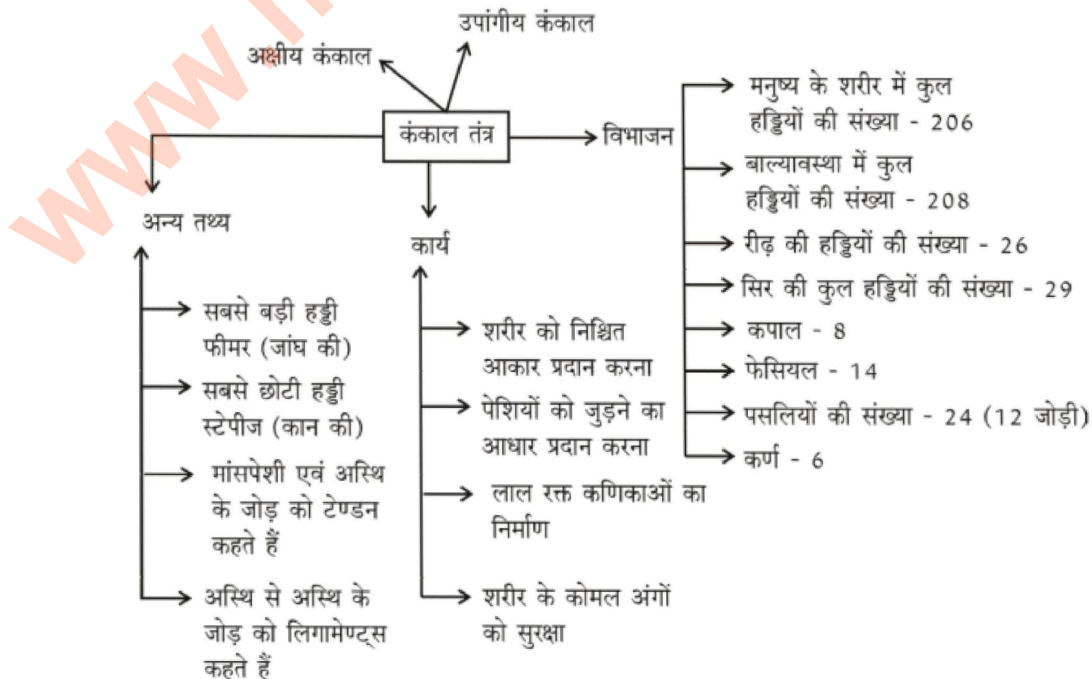 उपांगीय कंकाल
अक्षीय कंकाल
कंकाल तंत्र
विभाजन
मनुष्य के शरीर में कुल
हड्डियों की संख्या - 206
बाल्यावस्था में कुल
हड्डियों की संख्या - 208
रीढ़ की हड्डियों की संख्या - 26
सिर की कुल हड्डियों की संख्या - 29
कपाल - 8
फेसियल - 14
पसलियों की संख्या - 24 (12 जोड़ी)
कर्ण - 6
अन्य तथ्य
सबसे बड़ी हड्डी
फीमर (जांघ की)
सबसे छोटी हड्डी
स्टेपीज (कान की)
मांसपेशी एवं अस्थि
के जोड़ को टेण्डन
कहते हैं
अस्थि से अस्थि के
जोड़ को लिगामेण्ट्स
कहते हैं
कार्य
शरीर को निश्चित
आकार प्रदान करना
पेशियों को जुड़ने का
आधार प्रदान करना
लाल रक्त कणिकाओं का
निर्माण
शरीर के कोमल अंगों
को सुरक्षा
www.